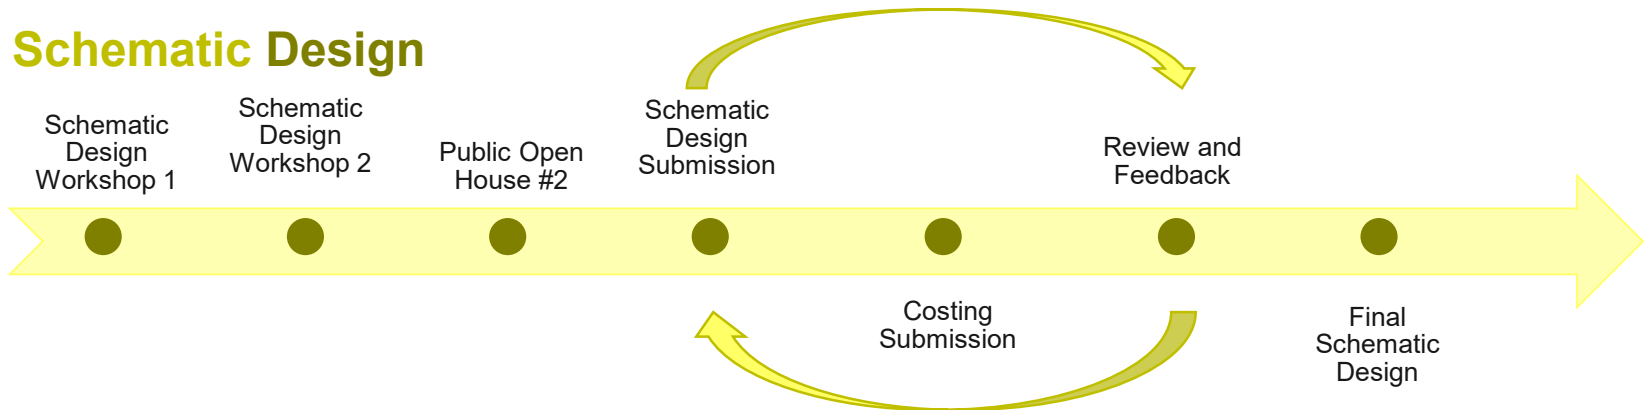 Schematic Design
Schematic
Design
Workshop 1
Schematic
Design
Workshop 2
Public Open
House #2
Schematic
Design
Submission
Costing
Submission
Review and
Feedback
Final
Schematic
Design